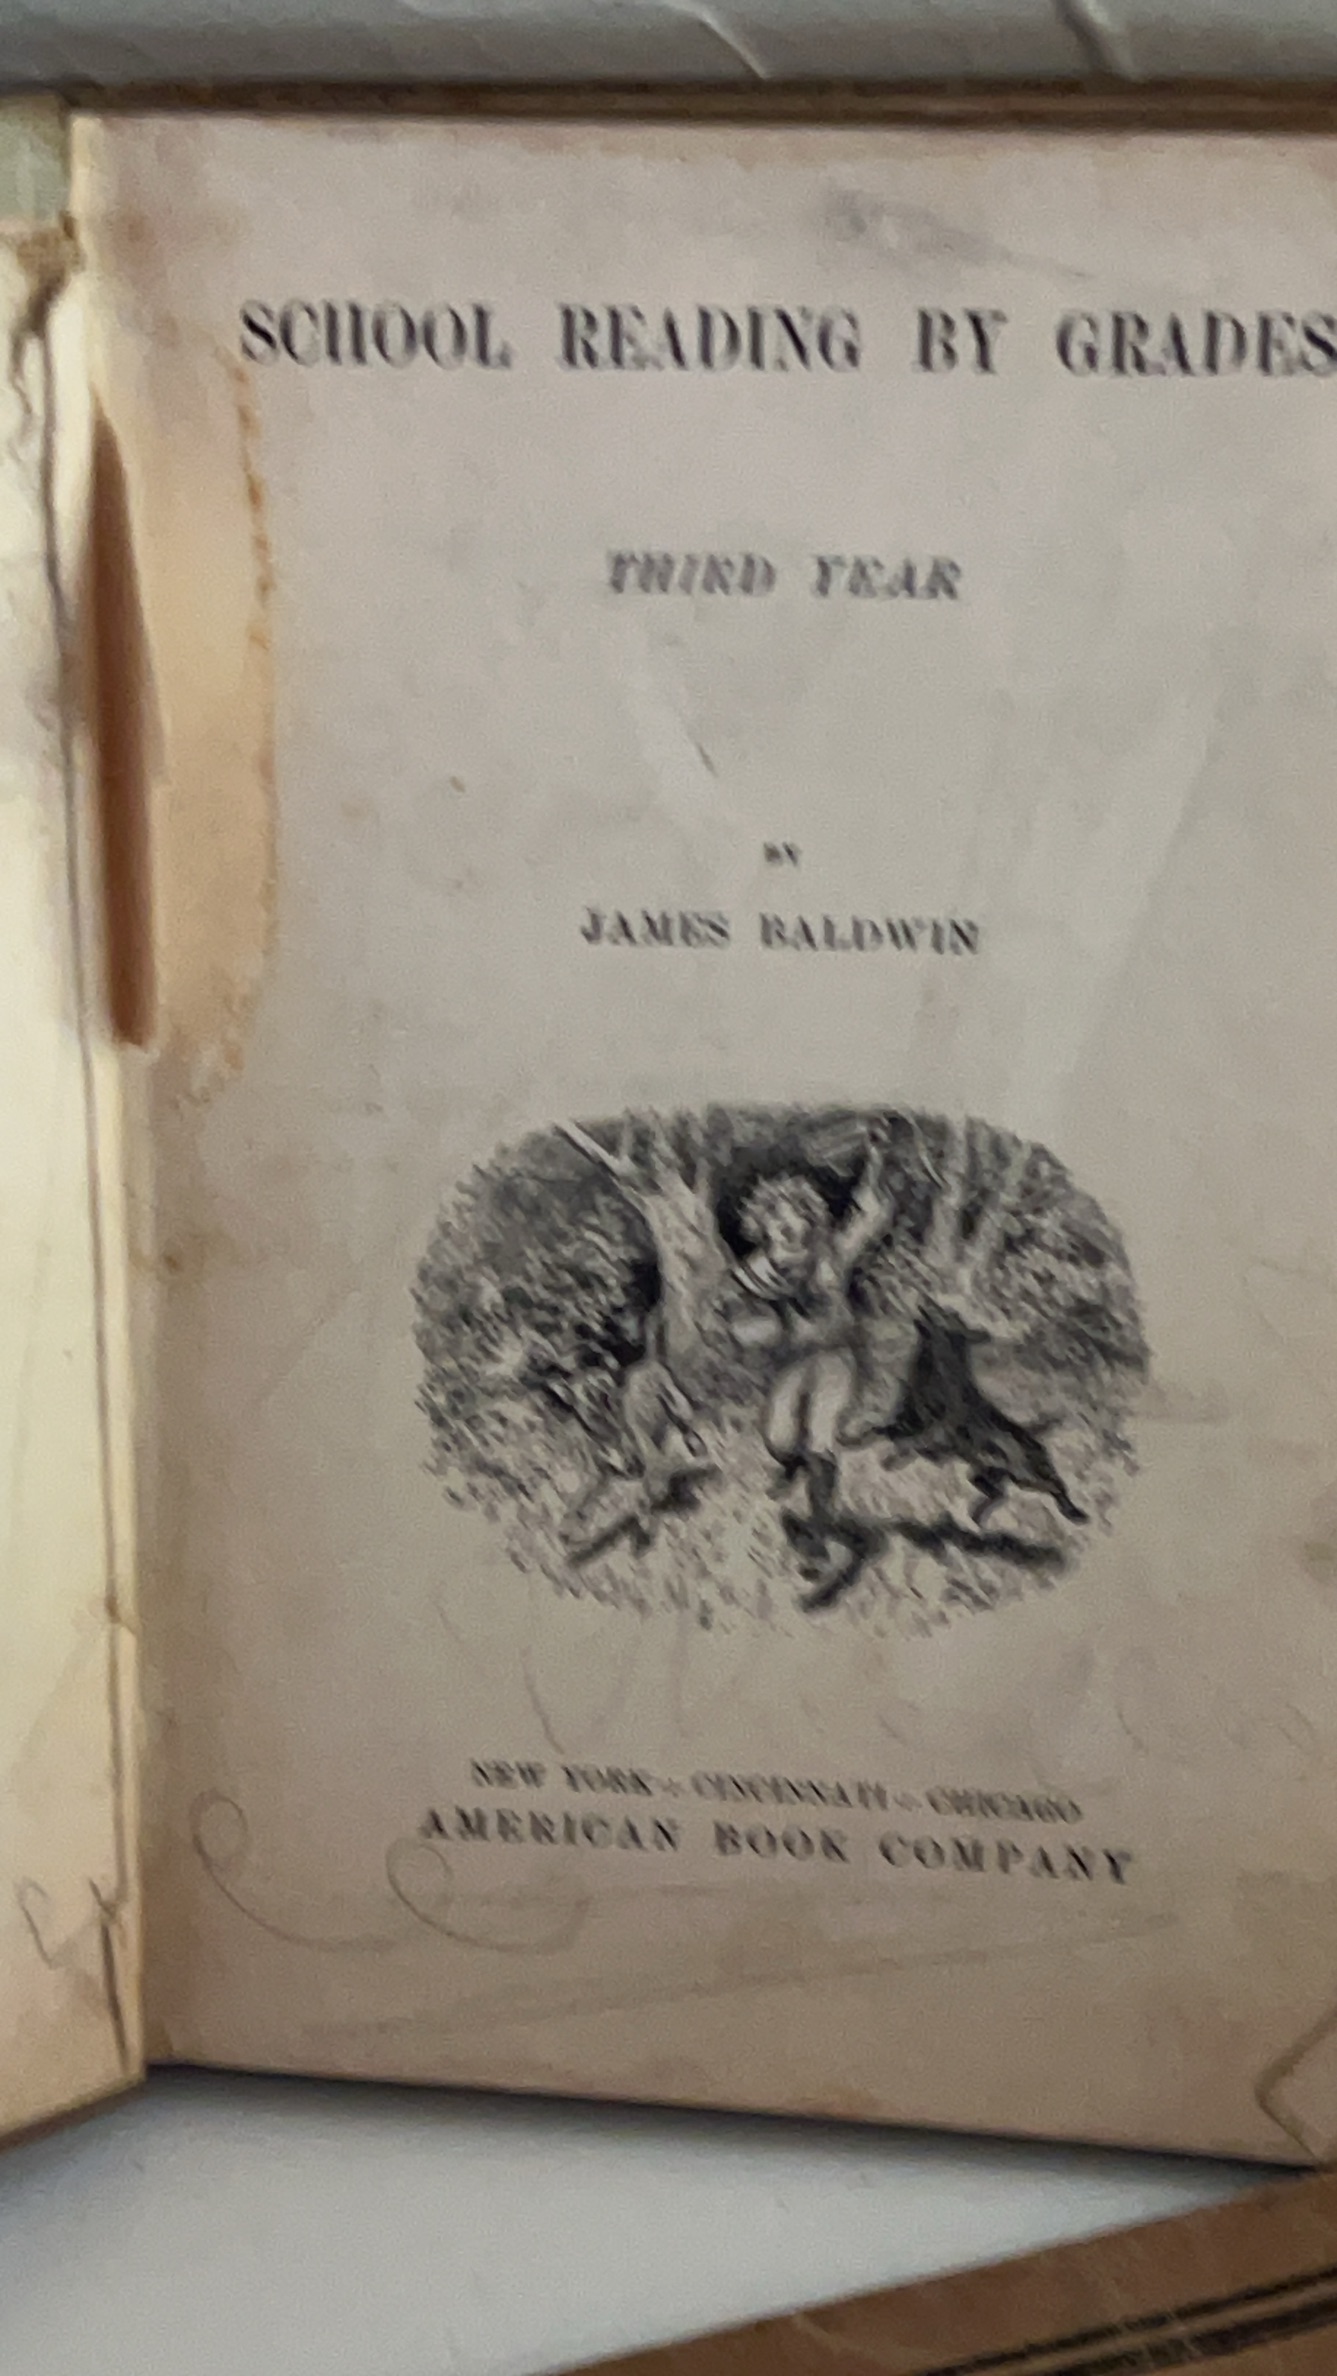 SCHOOL READING BY GRADES
THIRD YEAR
BY
JAMES BALDWIN
NEW YORK ∴ CINCINNATI ∴ CHICAGO
AMERICAN BOOK COMPANY